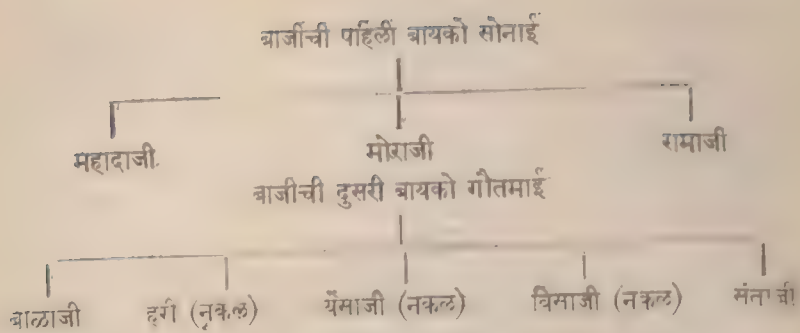 बाजींची पहिली बायको सोनाई
महादाजी. मोराजी रामाजी
बाजीची दुसरी बायको गौतमाई
बाळाजी हरी (नकल) येमाजी (नकल) विमाजी (नकल)